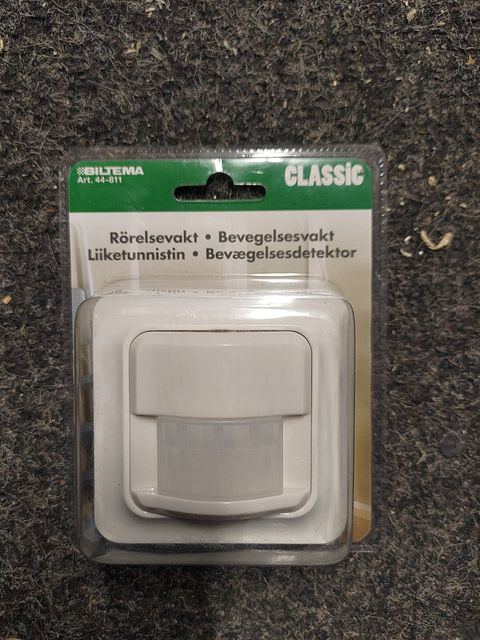 BILTEMA
Art. 44-811
CLASSIC
Rörelsevakt • Bevegelsesvakt
Liiketunnistin • Bevægelsesdetektor